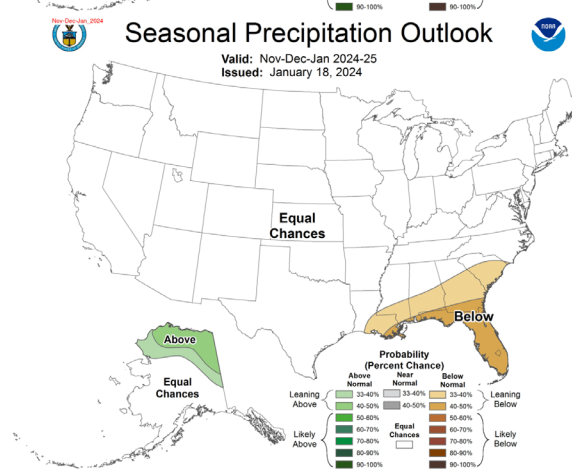 90-100% 90-100%
Nov-Dec-Jan_2024
Seasonal Precipitation Outlook
NOAA
Valid: Nov-Dec-Jan 2024-25
Issued: January 18, 2024
Equal
Chances
Below
Above
Equal
Chances
Probability
(Percent Chance)
Above
Normal
Near
Normal
Below
Normal
Leaning
Above
33-40%
40-50%
33-40%
40-50%
33-40%
40-50%
Leaning
Below
Likely
Above
50-60%
60-70%
70-80%
80-90%
90-100%
Equal
Chances
50-60%
60-70%
70-80%
80-90%
90-100%
Likely
Below